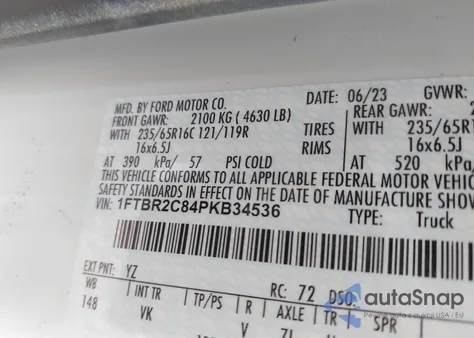 MFD. BY FORD MOTOR CO.
DATE: 06/23 GVWR:
FRONT GAWR: 2100 KG ( 4630 LB)
REAR GAWR:
WITH 235/65R16C 121/119R TIRES WITH 235/65R1
16x6.5J RIMS 16x6.5J
AT 390 kPa/ 57 PSI COLD AT 520 kPa/
THIS VEHICLE CONFORMS TO ALL APPLICABLE FEDERAL MOTOR VEHIC
SAFETY STANDARDS IN EFFECT ON THE DATE OF MANUFACTURE SHOW
VIN: 1FTBR2C84PKB34536
TYPE: Truck
EXT PNT: YZ RC: 72 DSO:
WB INT TR TP/PS R AXLE TR SPR
148 VK V
autoSnap